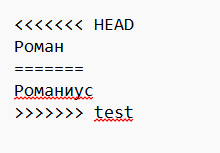 <<<<<<< HEAD
Роман
=======
Романиус
>>>>>>> test